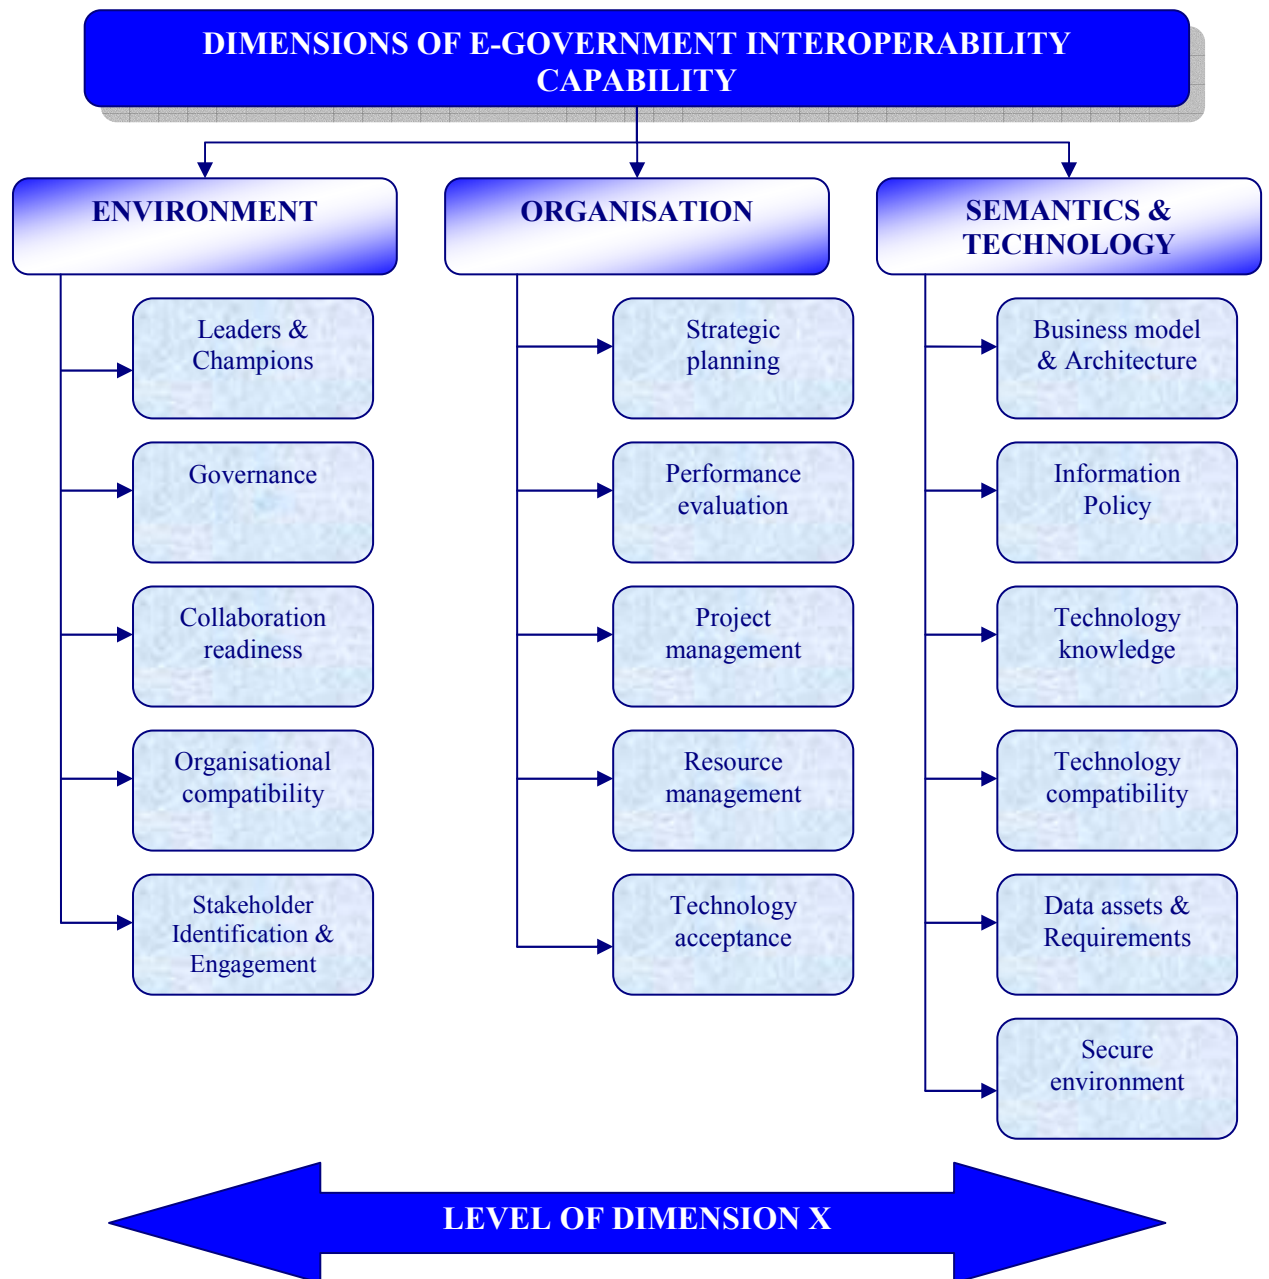 DIMENSIONS OF E-GOVERNMENT INTEROPERABILITY
CAPABILITY
ENVIRONMENT
Leaders &
Champions
Governance
Collaboration
readiness
Organisational
compatibility
Stakeholder
Identification &
Engagement
ORGANISATION
Strategic
planning
Performance
evaluation
Project
management
Resource
management
Technology
acceptance
SEMANTICS &
TECHNOLOGY
Business model
& Architecture
Information
Policy
Technology
knowledge
Technology
compatibility
Data assets &
Requirements
Secure
environment
LEVEL OF DIMENSION X